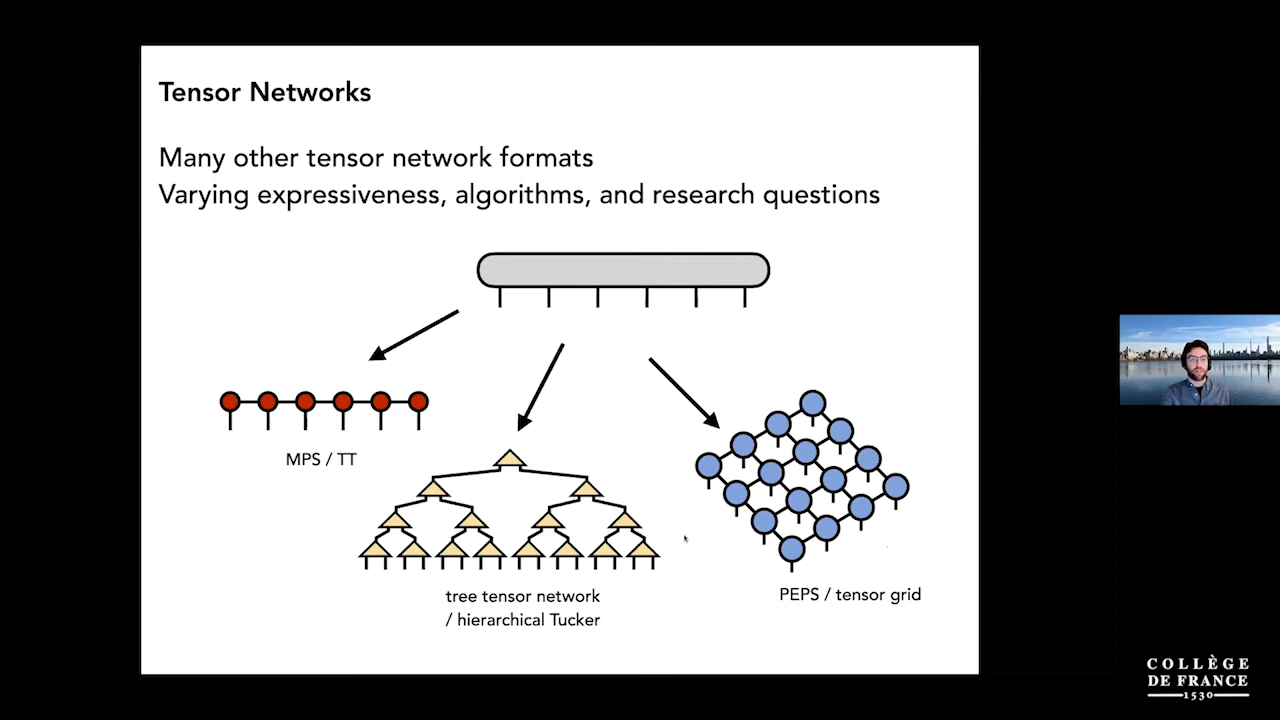 Tensor Networks
Many other tensor network formats
Varying expressiveness, algorithms, and research questions
MPS / TT
tree tensor network
/ hierarchical Tucker
PEPS / tensor grid
COLLÈGE
DE FRANCE
1530